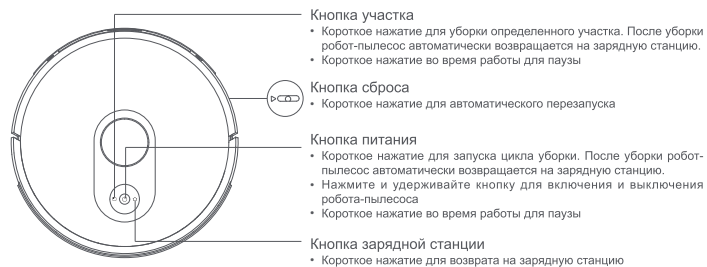 Кнопка участка
• Короткое нажатие для уборки определенного участка. После уборки
робот-пылесос автоматически возвращается на зарядную станцию.
• Короткое нажатие во время работы для паузы
Кнопка сброса
• Короткое нажатие для автоматического перезапуска
Кнопка питания
• Короткое нажатие для запуска цикла уборки. После уборки робот-
пылесос автоматически возвращается на зарядную станцию.
• Нажмите и удерживайте кнопку для включения и выключения
робота-пылесоса
• Короткое нажатие во время работы для паузы
Кнопка зарядной станции
• Короткое нажатие для возврата на зарядную станцию